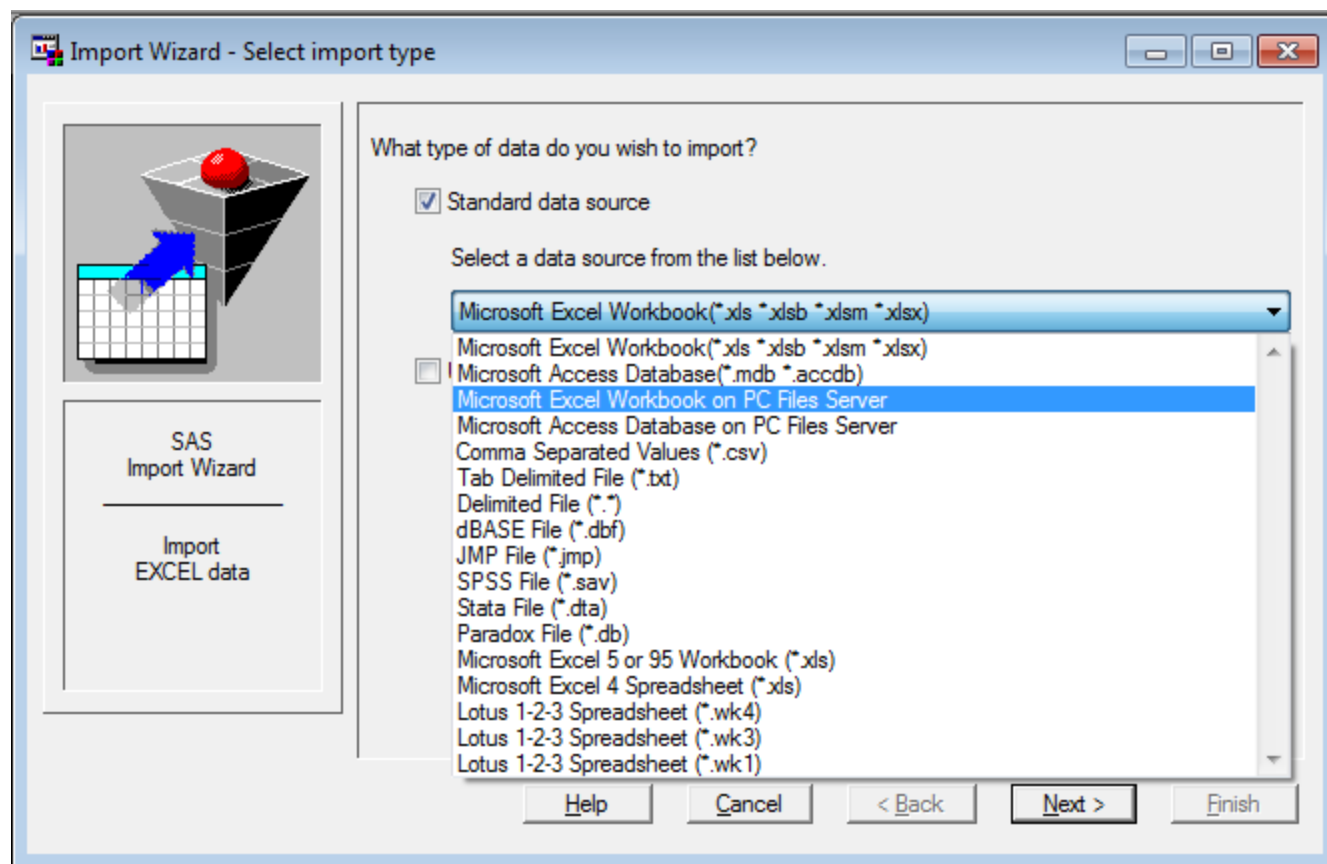 Import Wizard - Select import type
What type of data do you wish to import?
Standard data source
Select a data source from the list below.
Microsoft Excel Workbook(*.xls *.xlsb *.xlsm *.xlsx)
Microsoft Excel Workbook(*.xls *.xlsb *.xlsm *.xlsx)
Microsoft Access Database(*.mdb *.accdb)
Microsoft Excel Workbook on PC Files Server
Microsoft Access Database on PC Files Server
Comma Separated Values (*.csv)
Tab Delimited File (*.txt)
Delimited File (*.*)
dBASE File (*.dbf)
JMP File (*.jmp)
SPSS File (*.sav)
Stata File (*.dta)
Paradox File (*.db)
Microsoft Excel 5 or 95 Workbook (*.xls)
Microsoft Excel 4 Spreadsheet (*.xls)
Lotus 1-2-3 Spreadsheet (*.wk4)
Lotus 1-2-3 Spreadsheet (*.wk3)
Lotus 1-2-3 Spreadsheet (*.wk1)
SAS
Import Wizard
Import
EXCEL data
Help
Cancel
< Back
Next >
Finish